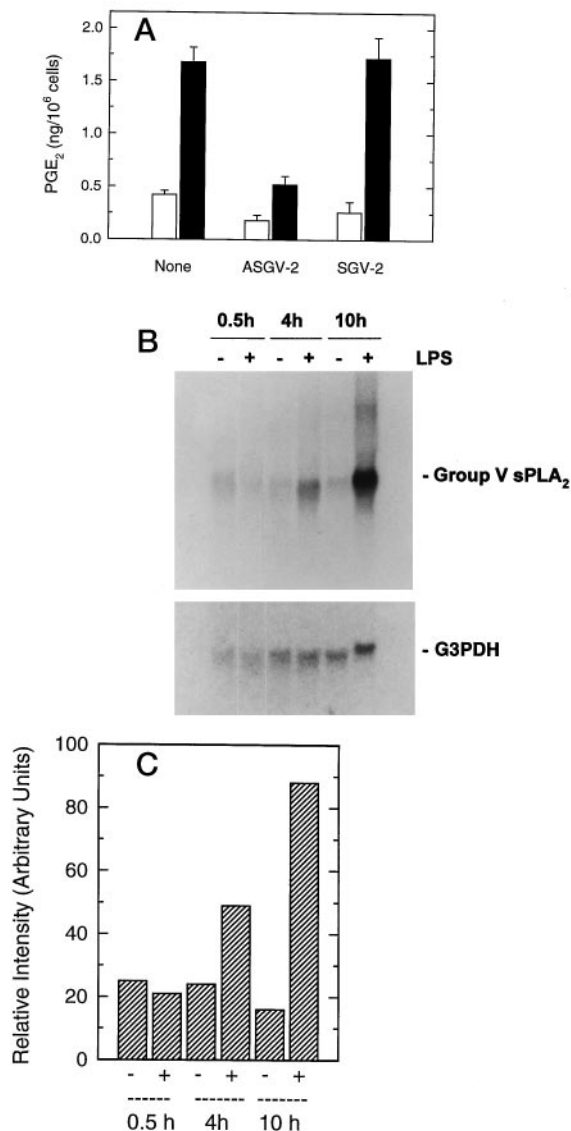 A
PGE2 (ng/10^6 cells)
2.0
1.5
1.0
0.5
0.0
None ASGV-2 SGV-2
B
0.5h 4h 10h
- + - + - + LPS
- Group V sPLA2
- G3PDH
C
Relative Intensity (Arbitrary Units)
100
80
60
40
20
0
- + - + - +
0.5 h 4h 10 h